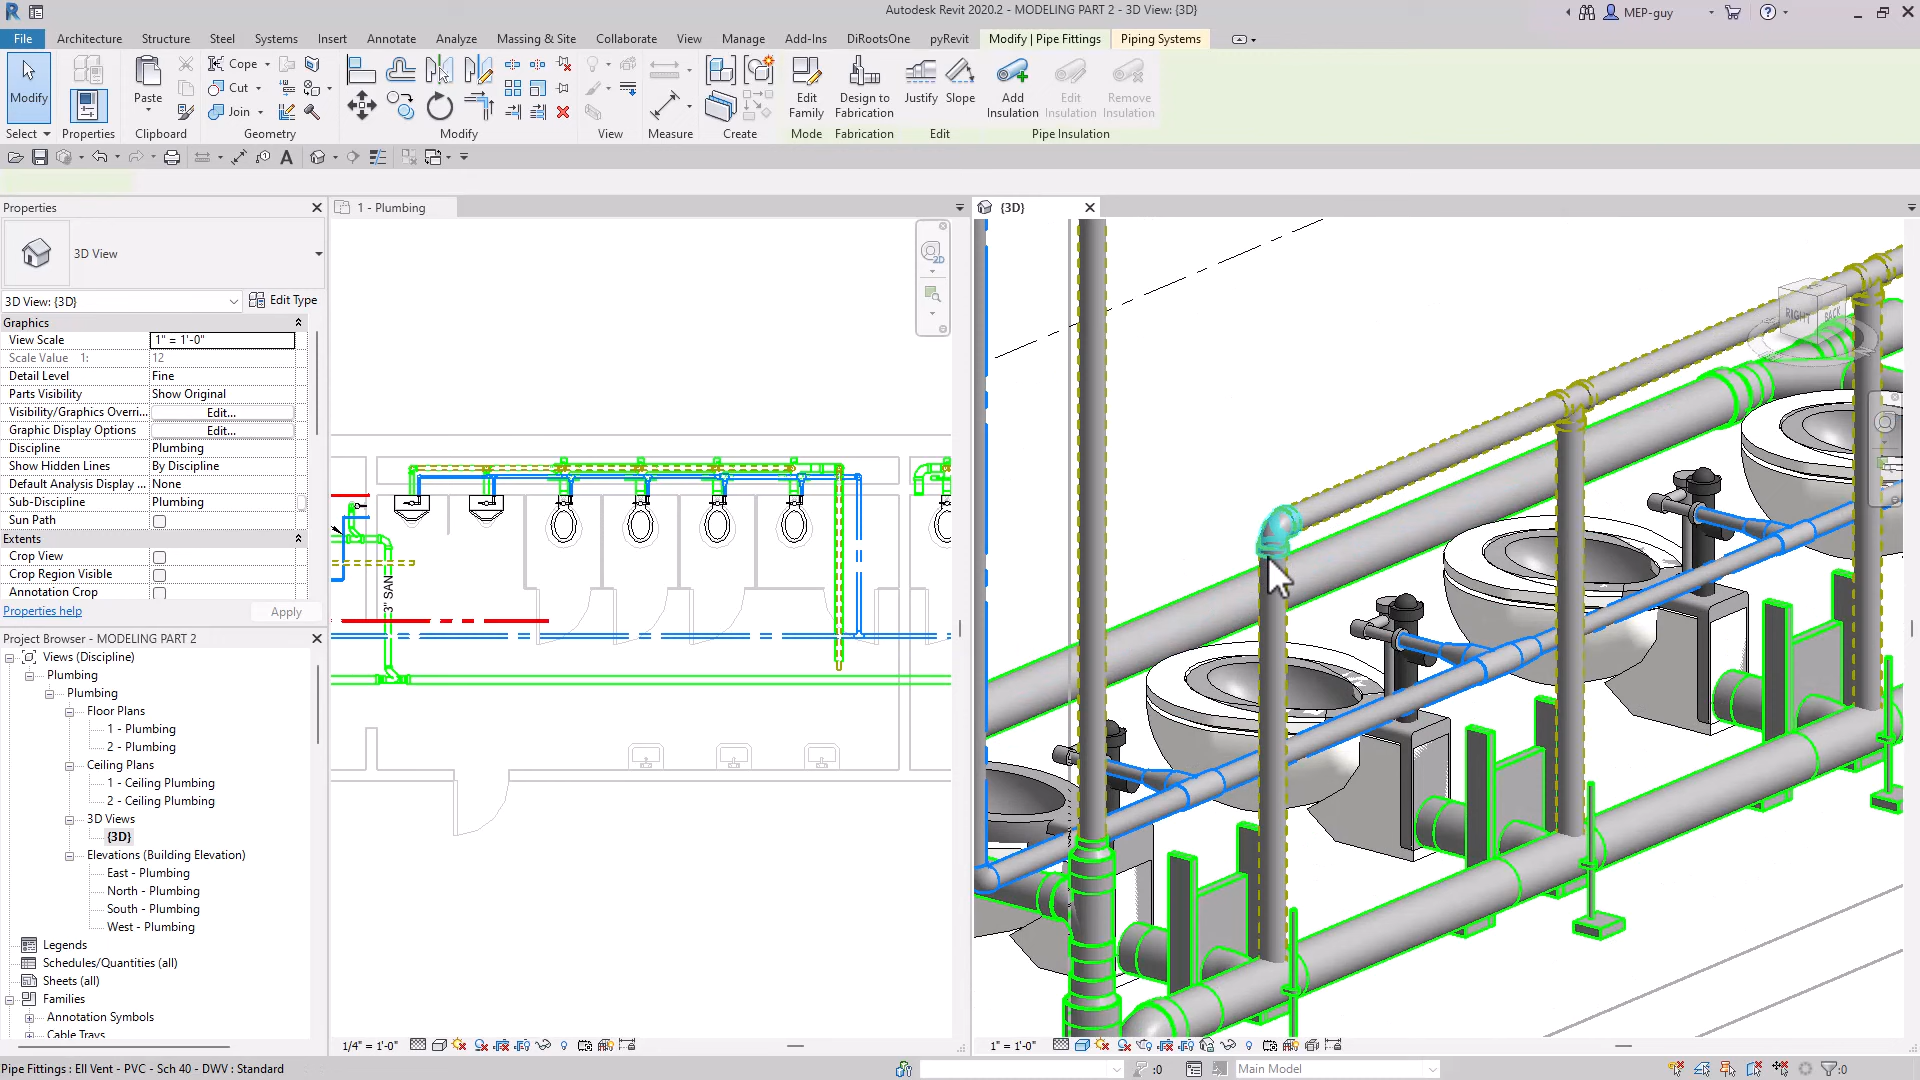 Autodesk Revit 2020.2 - MODELING PART 2 - 3D View: {3D}
MEP-guy
File
Architecture
Structure
Steel
Systems
Insert
Annotate
Analyze
Massing & Site
Collaborate
View
Manage
Add-Ins
DiRootsOne
pyRevit
Modify | Pipe Fittings
Piping Systems
Modify
Paste
Cope
Cut
Join
Edit
Family
Design to
Fabrication
Justify
Slope
Add
Insulation
Edit
Insulation
Remove
Insulation
Select
Properties
Clipboard
Geometry
Modify
View
Measure
Create
Mode
Fabrication
Edit
Pipe Insulation
Properties
3D View
3D View: {3D}
Edit Type
Graphics
View Scale
1" = 1'-0"
Scale Value 1:
12
Detail Level
Fine
Parts Visibility
Show Original
Visibility/Graphics Overri...
Edit...
Graphic Display Options
Edit...
Discipline
Plumbing
Show Hidden Lines
By Discipline
Default Analysis Display ...
None
Sub-Discipline
Plumbing
Sun Path
Extents
Crop View
Crop Region Visible
Annotation Crop
Properties help
Apply
Project Browser - MODELING PART 2
Views (Discipline)
Plumbing
Plumbing
Floor Plans
1 - Plumbing
2 - Plumbing
Ceiling Plans
1 - Ceiling Plumbing
2 - Ceiling Plumbing
3D Views
{3D}
Elevations (Building Elevation)
East - Plumbing
North - Plumbing
South - Plumbing
West - Plumbing
Legends
Schedules/Quantities (all)
Sheets (all)
Families
Annotation Symbols
Cable Trays
1 - Plumbing
2D
3" SAN
1/4" = 1'-0"
{3D}
RIGHT
BACK
1" = 1'-0"
Pipe Fittings : Ell Vent - PVC - Sch 40 - DWV : Standard
:0
Main Model
:0